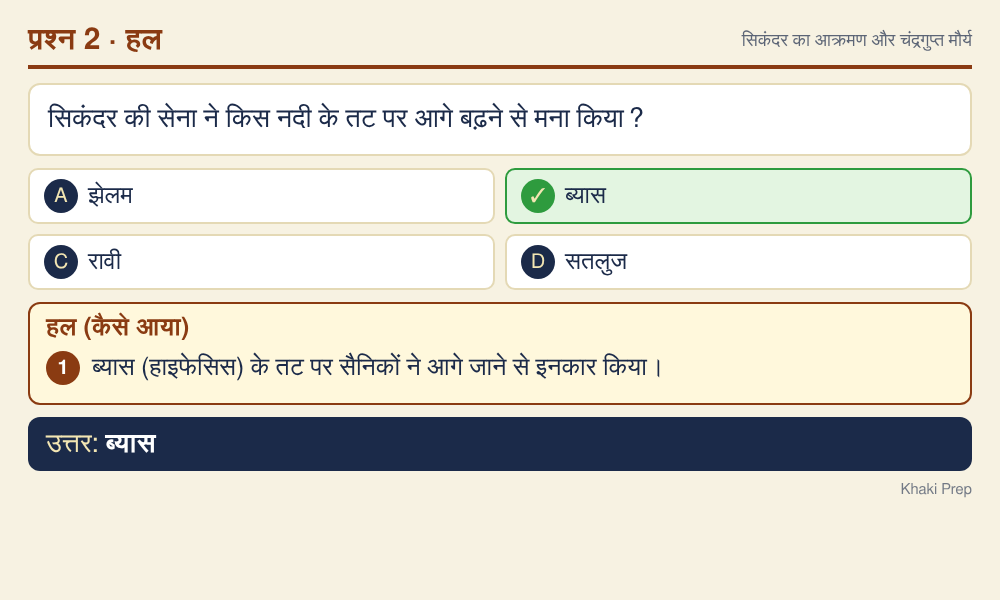 प्रश्न 2 · हल
सिकंदर का आक्रमण और चंद्रगुप्त मौर्य
सिकंदर की सेना ने किस नदी के तट पर आगे बढ़ने से मना किया ?
A झेलम
✓ ब्यास
C रावी
D सतलुज
हल (कैसे आया)
1 ब्यास (हाइफेसिस) के तट पर सैनिकों ने आगे जाने से इनकार किया।
उत्तर: ब्यास
Khaki Prep